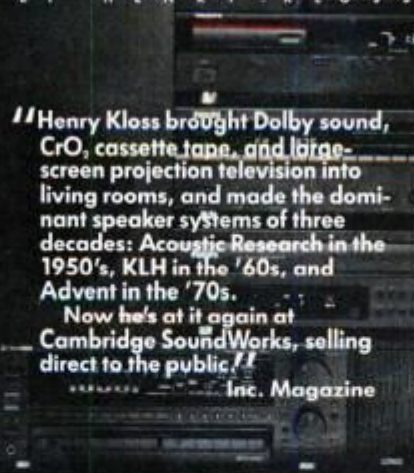 "Henry Kloss brought Dolby sound,
CrO₂ cassette tape, and large-
screen projection television into
living rooms, and made the domi-
nant speaker systems of three
decades: Acoustic Research in the
1950's, KLH in the '60s, and
Advent in the '70s.
Now he's at it again at
Cambridge SoundWorks, selling
direct to the public."
Inc. Magazine